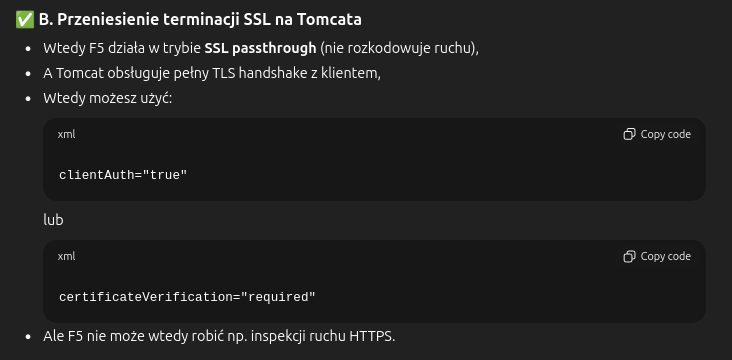 ✅ B. Przeniesienie terminacji SSL na Tomcata
• Wtedy F5 działa w trybie SSL passthrough (nie rozkodowuje ruchu),
• A Tomcat obsługuje pełny TLS handshake z klientem,
• Wtedy możesz użyć:
xml Copy code
clientAuth="true"
lub
xml Copy code
certificateVerification="required"
• Ale F5 nie może wtedy robić np. inspekcji ruchu HTTPS.